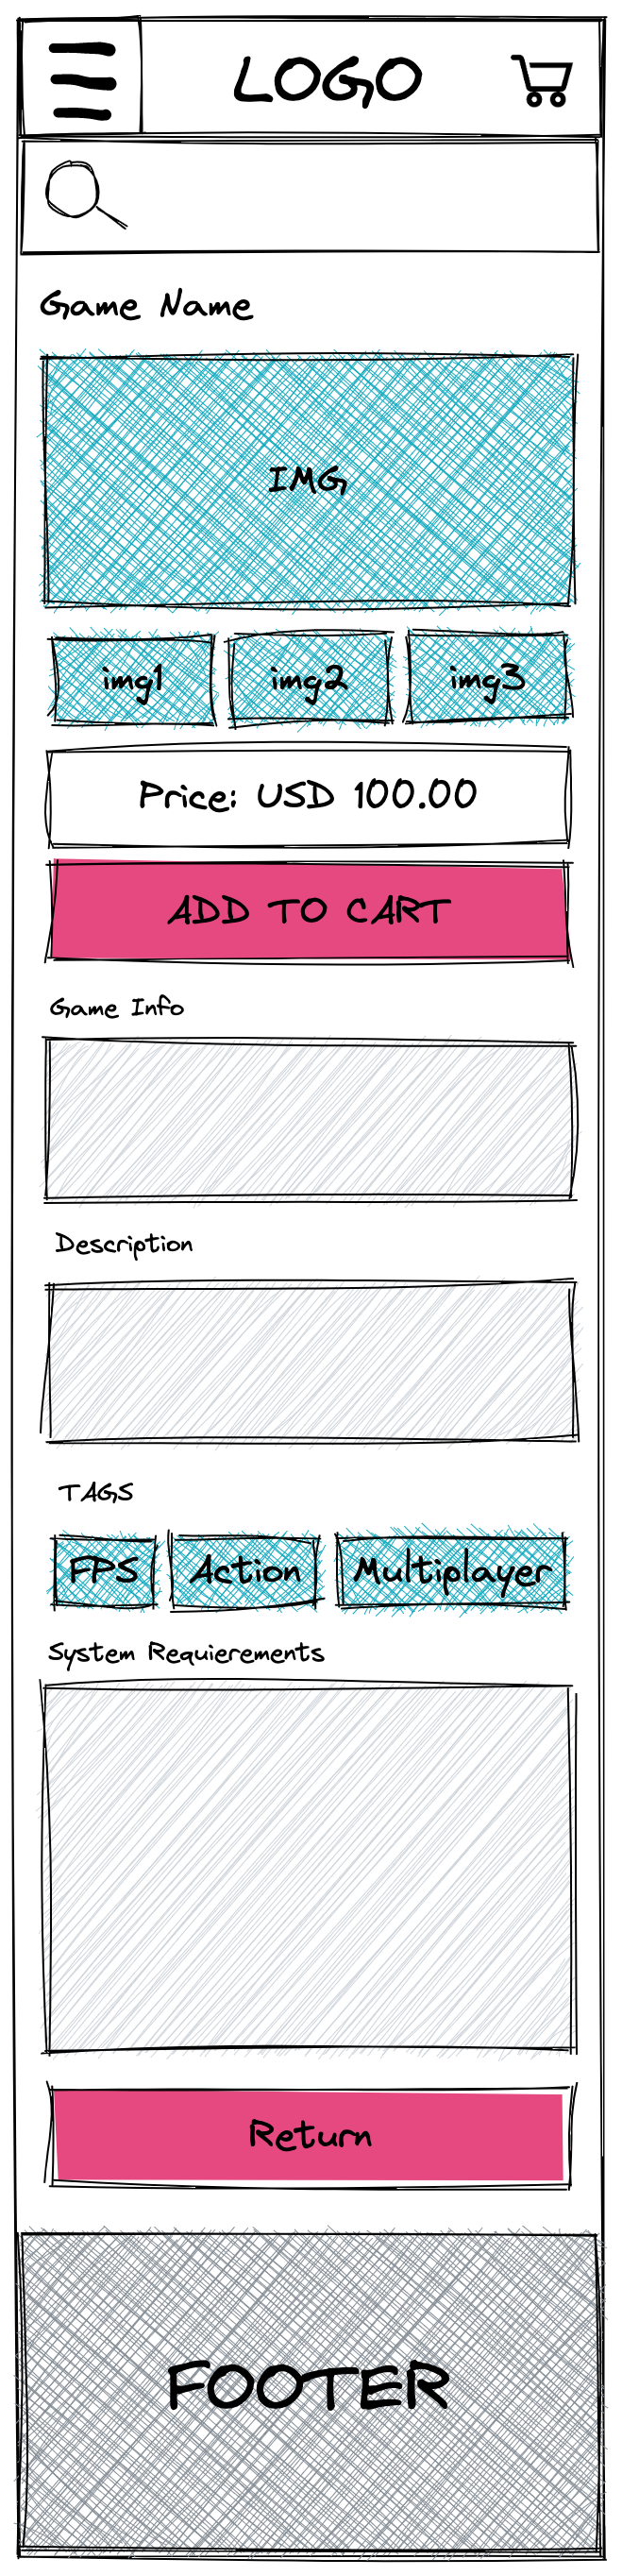 LOGO
Game Name
IMG
img1 img2 img3
Price: USD 100.00
ADD TO CART
Game Info
Description
TAGS
FPS Action Multiplayer
System Requierements
Return
FOOTER